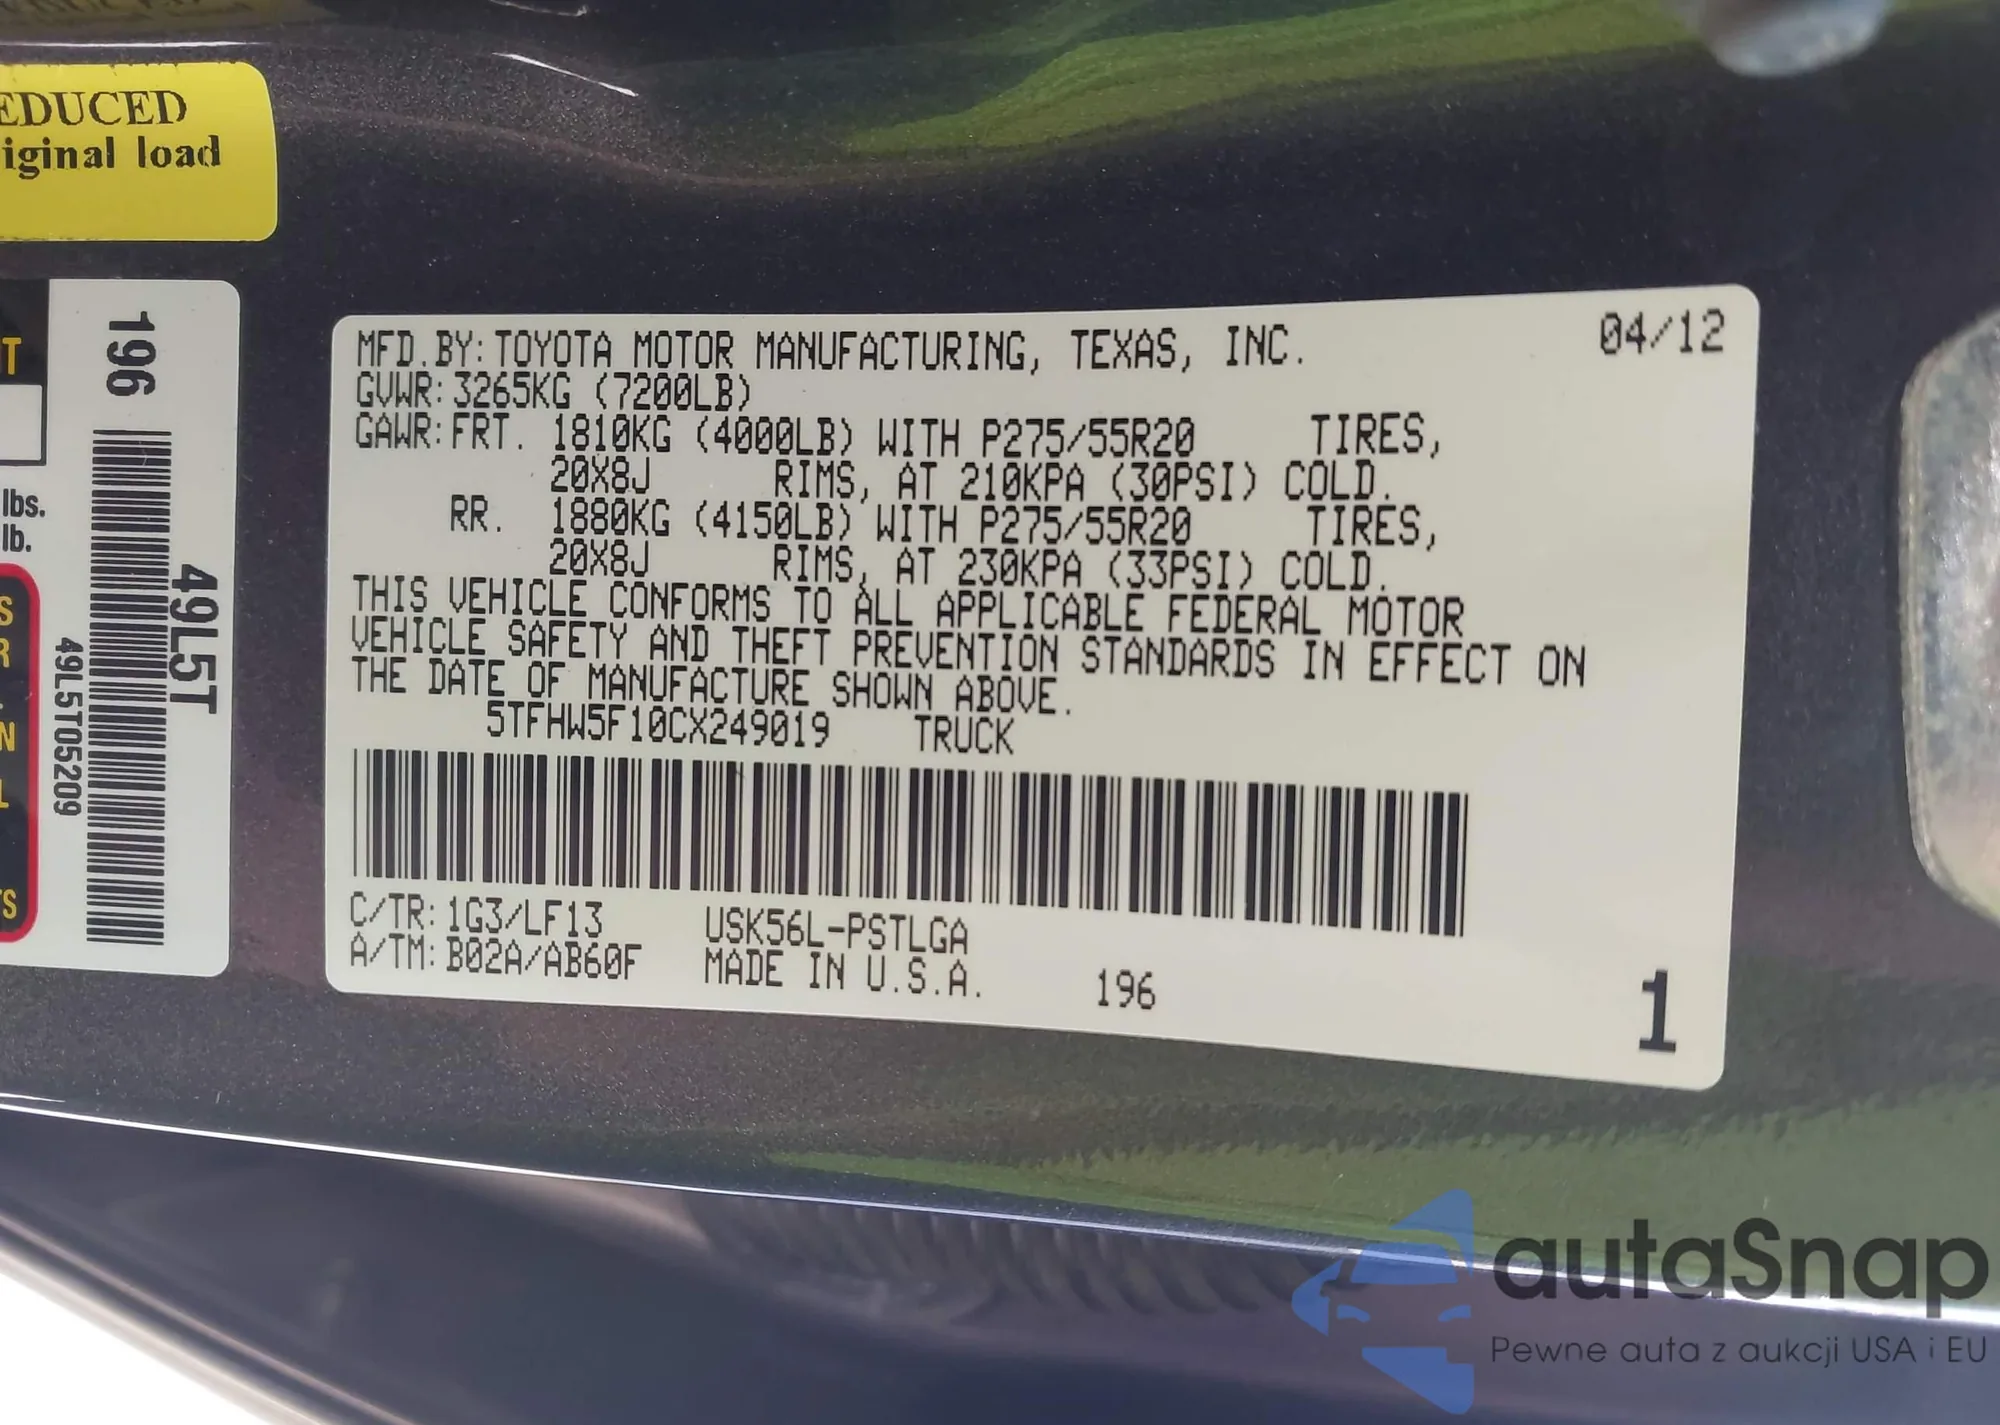 EDUCED
iginal load
T
lbs.
lb.
S
R
N
L
TS
196
49L5T
49L5T05209
MFD.BY: TOYOTA MOTOR MANUFACTURING, TEXAS, INC. 04/12
GVWR: 3265KG (7200LB)
GAWR: FRT. 1810KG (4000LB) WITH P275/55R20 TIRES,
20X8J RIMS, AT 210KPA (30PSI) COLD.
RR. 1880KG (4150LB) WITH P275/55R20 TIRES,
20X8J RIMS, AT 230KPA (33PSI) COLD.
THIS VEHICLE CONFORMS TO ALL APPLICABLE FEDERAL MOTOR
VEHICLE SAFETY AND THEFT PREVENTION STANDARDS IN EFFECT ON
THE DATE OF MANUFACTURE SHOWN ABOVE.
5TFHW5F10CX249019 TRUCK
C/TR: 1G3/LF13 USK56L-PSTLGA
A/TM: B02A/AB60F MADE IN U.S.A. 196
1
autaSnap
Pewne auta z aukcji USA i EU